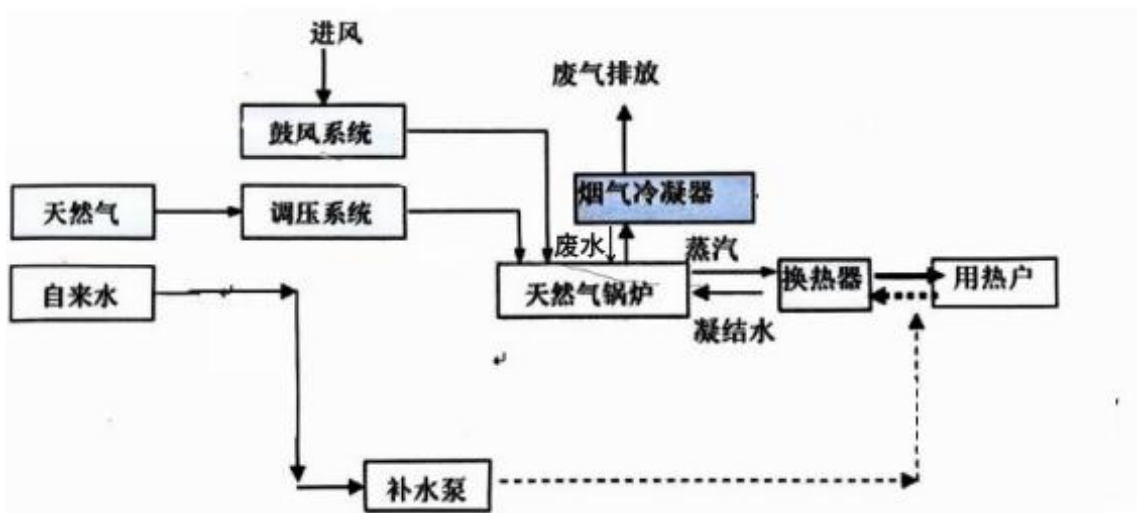 进风
废气排放
鼓风系统
烟气冷凝器
天然气
调压系统
废水
蒸汽
自来水
天然气锅炉
换热器
用热户
凝结水
补水泵